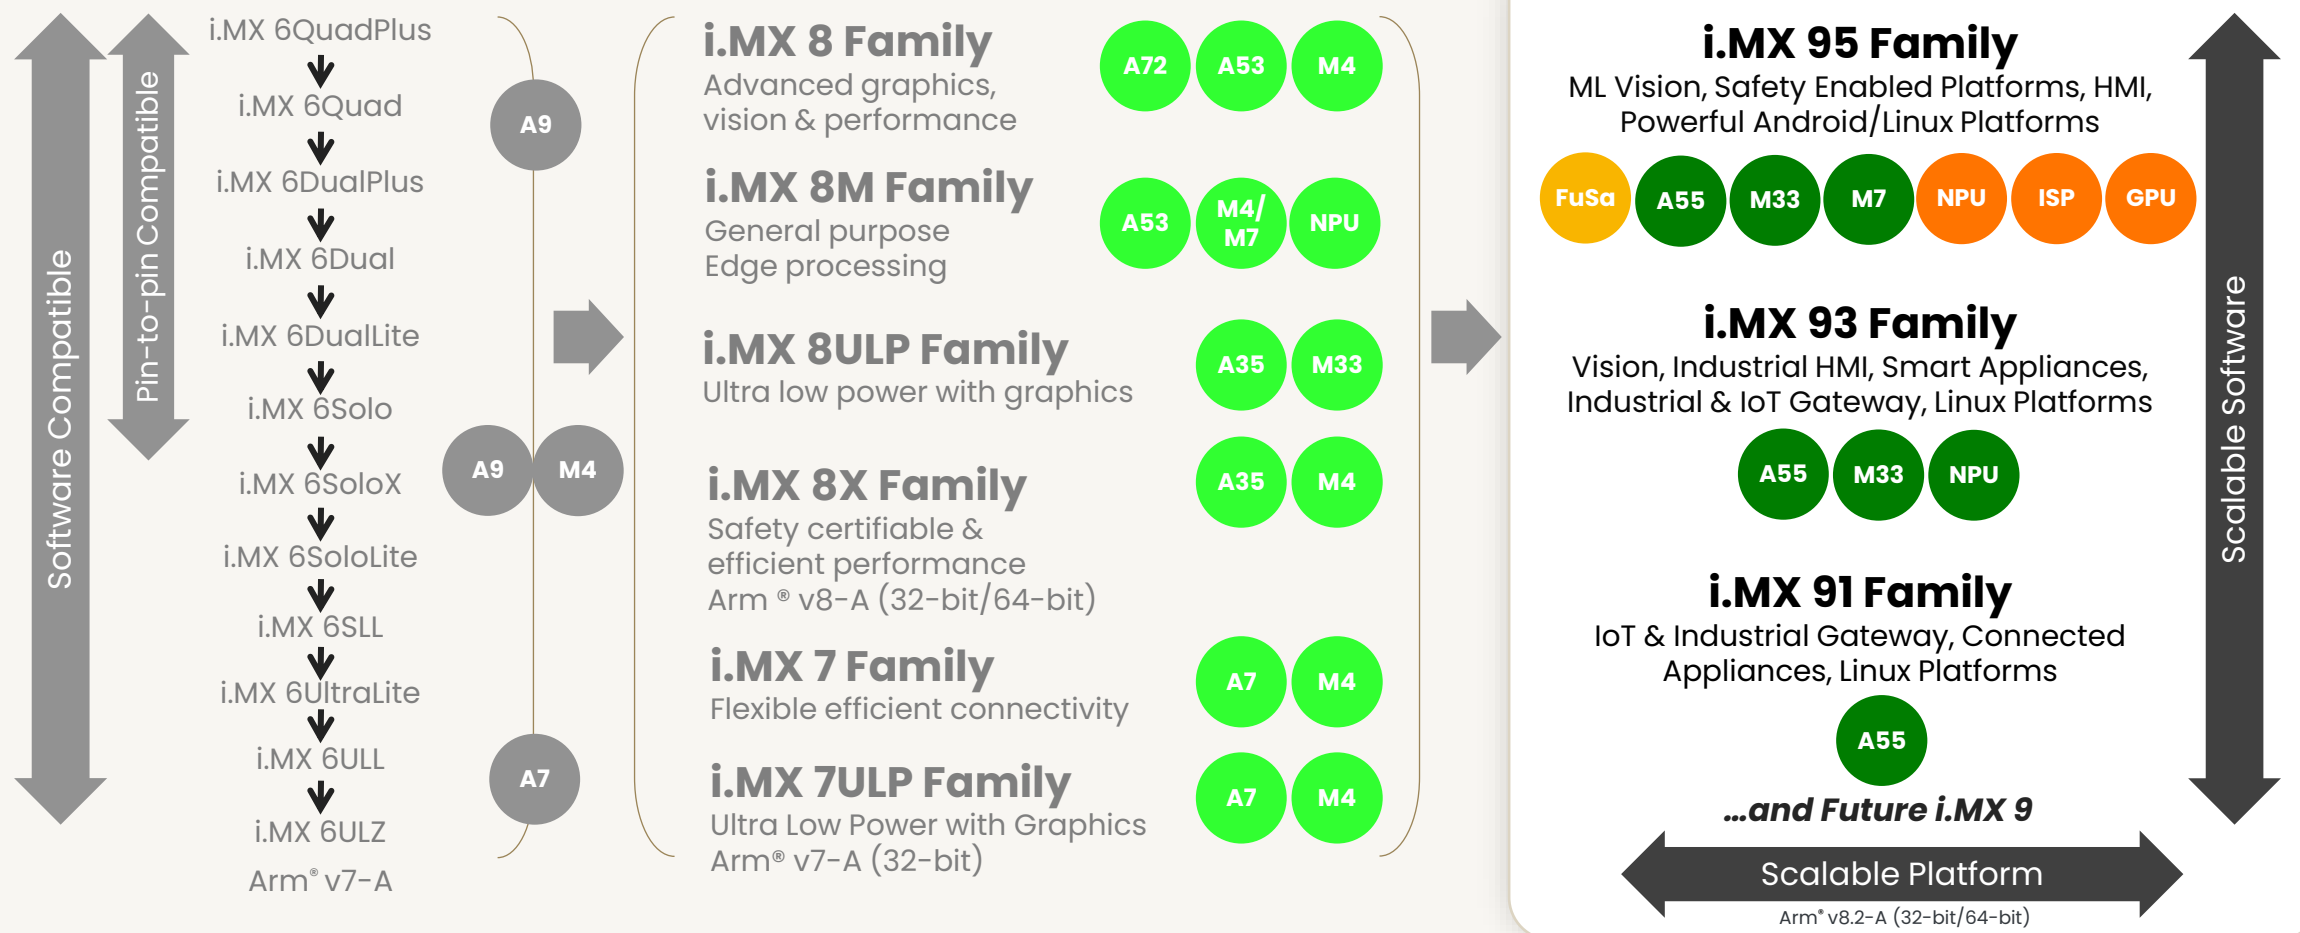 Software Compatible
Pin-to-pin Compatible
i.MX 6QuadPlus
i.MX 6Quad
i.MX 6DualPlus
i.MX 6Dual
i.MX 6DualLite
i.MX 6Solo
i.MX 6SoloX
i.MX 6SoloLite
i.MX 6SLL
i.MX 6UltraLite
i.MX 6ULL
i.MX 6ULZ
Arm® v7-A
A9
A9
M4
A7
i.MX 8 Family
Advanced graphics,
vision & performance
A72
A53
M4
i.MX 8M Family
General purpose
Edge processing
A53
M4/
M7
NPU
i.MX 8ULP Family
Ultra low power with graphics
A35
M33
i.MX 8X Family
Safety certifiable &
efficient performance
Arm ® v8-A (32-bit/64-bit)
A35
M4
i.MX 7 Family
Flexible efficient connectivity
A7
M4
i.MX 7ULP Family
Ultra Low Power with Graphics
Arm® v7-A (32-bit)
A7
M4
i.MX 95 Family
ML Vision, Safety Enabled Platforms, HMI,
Powerful Android/Linux Platforms
FuSa
A55
M33
M7
NPU
ISP
GPU
i.MX 93 Family
Vision, Industrial HMI, Smart Appliances,
Industrial & IoT Gateway, Linux Platforms
A55
M33
NPU
i.MX 91 Family
IoT & Industrial Gateway, Connected
Appliances, Linux Platforms
A55
...and Future i.MX 9
Scalable Platform
Arm® v8.2-A (32-bit/64-bit)
Scalable Software